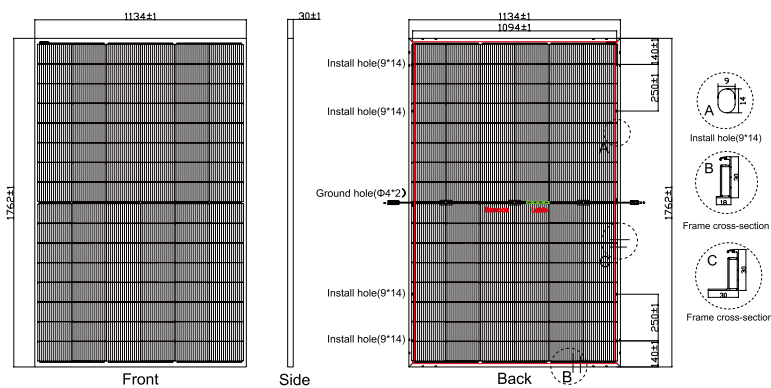 1134±1
30±1
1134±1
1094±1
1762±1
140±1
250±1
Install hole(9*14)
Install hole(9*14)
Ground hole(Φ4*2)
Install hole(9*14)
Install hole(9*14)
1762±1
250±1
140±1
A
C
B
9
14
A
Install hole(9*14)
B
30
18
Frame cross-section
C
30
30
Frame cross-section
Front
Side
Back